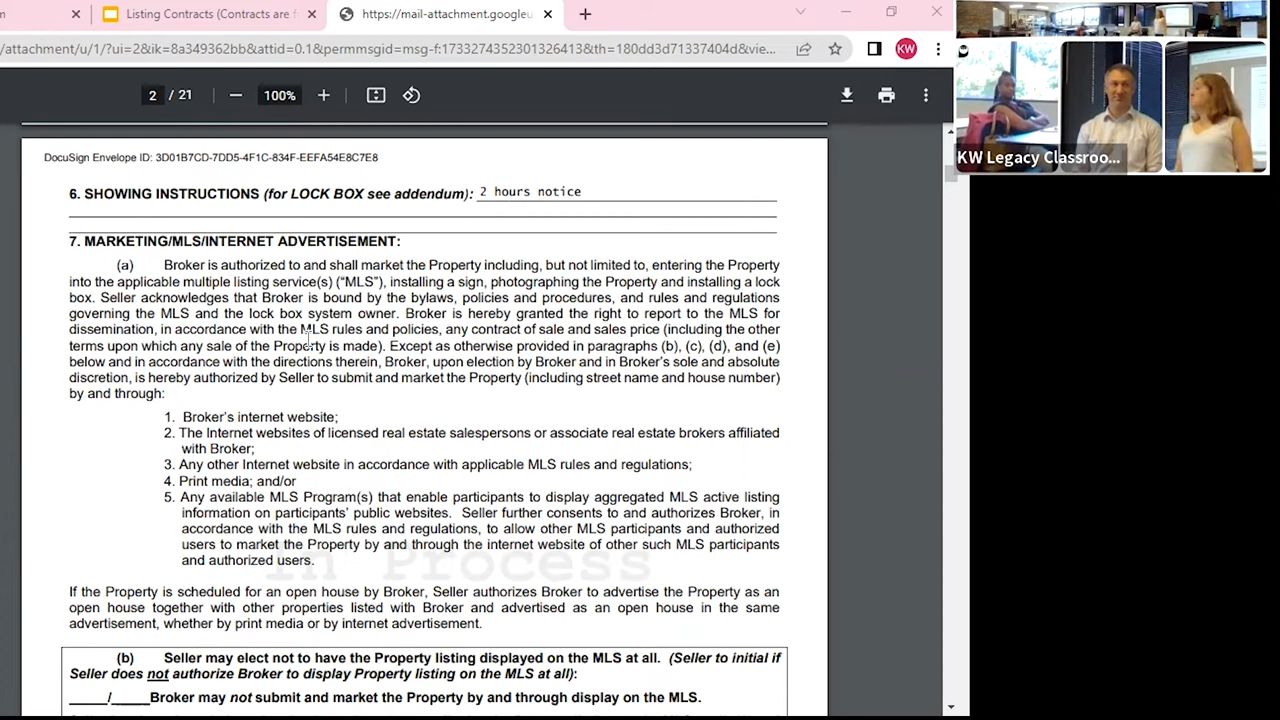 Listing Contracts (Contracts are f
https://mail-attachment.googleu
/attachment/u/1/?ui=2&ik=8a349362bb&attid=0.1&permmsgid=msg-f:1733274352301326413&th=180dd3d71337404d&vie...
KW
2 / 21
100%
KW Legacy Classroo...
DocuSign Envelope ID: 3D01B7CD-7DD5-4F1C-834F-EEFA54E8C7E8
6. SHOWING INSTRUCTIONS (for LOCK BOX see addendum): 2 hours notice
7. MARKETING/MLS/INTERNET ADVERTISEMENT:
(a) Broker is authorized to and shall market the Property including, but not limited to, entering the Property
into the applicable multiple listing service(s) (“MLS”), installing a sign, photographing the Property and installing a lock
box. Seller acknowledges that Broker is bound by the bylaws, policies and procedures, and rules and regulations
governing the MLS and the lock box system owner. Broker is hereby granted the right to report to the MLS for
dissemination, in accordance with the MLS rules and policies, any contract of sale and sales price (including the other
terms upon which any sale of the Property is made). Except as otherwise provided in paragraphs (b), (c), (d), and (e)
below and in accordance with the directions therein, Broker, upon election by Broker and in Broker’s sole and absolute
discretion, is hereby authorized by Seller to submit and market the Property (including street name and house number)
by and through:
1. Broker’s internet website;
2. The Internet websites of licensed real estate salespersons or associate real estate brokers affiliated
with Broker;
3. Any other Internet website in accordance with applicable MLS rules and regulations;
4. Print media; and/or
5. Any available MLS Program(s) that enable participants to display aggregated MLS active listing
information on participants’ public websites. Seller further consents to and authorizes Broker, in
accordance with the MLS rules and regulations, to allow other MLS participants and authorized
users to market the Property by and through the internet website of other such MLS participants
and authorized users.
In Process
If the Property is scheduled for an open house by Broker, Seller authorizes Broker to advertise the Property as an
open house together with other properties listed with Broker and advertised as an open house in the same
advertisement, whether by print media or by internet advertisement.
(b) Seller may elect not to have the Property listing displayed on the MLS at all. (Seller to initial if
Seller does not authorize Broker to display Property listing on the MLS at all):
_____/_____Broker may not submit and market the Property by and through display on the MLS.